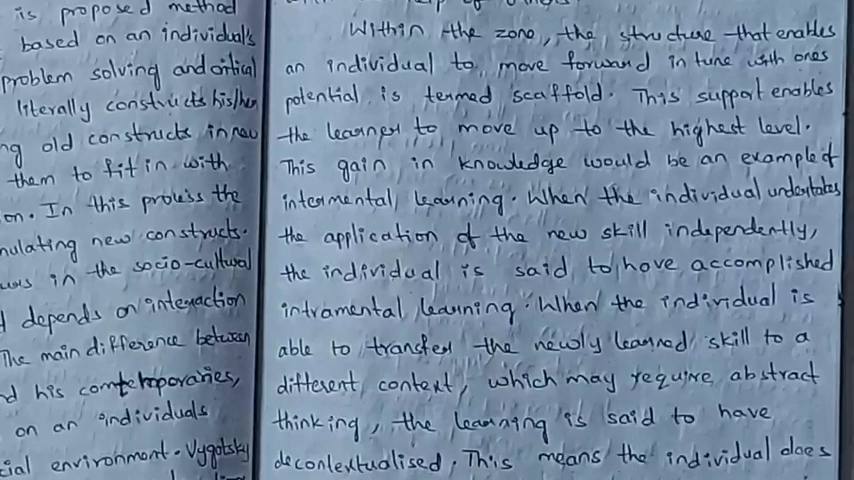 is proposed method
based on an individual's
problem solving and critical
literally constructs his/her
old constructs in new
them to fit in with
on. In this process the
mulating new constructs.
in the socio-cultural
depends on interaction
The main difference between
his contemporaries,
on an individuals
cial environment. Vygotsky
Within the zone, the structure that enables
an individual to move forward in tune with ones
potential is termed scaffold. This support enables
the learner to move up to the highest level.
This gain in knowledge would be an example of
intermental learning. When the individual undertakes
the application of the new skill independently,
the individual is said to have accomplished
intramental learning. When the individual is
able to transfer the newly learned skill to a
different context, which may require abstract
thinking, the learning is said to have
decontextualised. This means the individual does